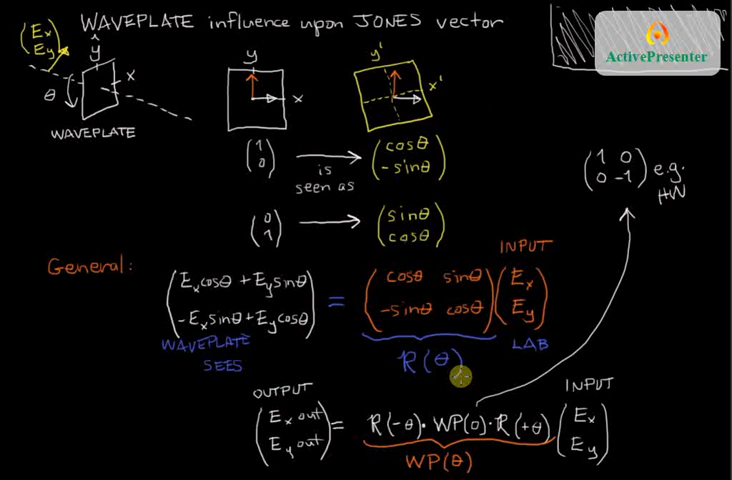 WAVEPLATE influence upon JONES vector
ActivePresenter
(Ex
Ey)
ŷ
x
θ
WAVEPLATE
y
x
y'
x'
(1
0)
is
seen as
(cosθ
-sinθ)
(0
1)
(sinθ
cosθ)
(1 0
0 -1) e.g.
HW
General:
INPUT
(Ex cosθ + Ey sinθ
-Ex sinθ + Ey cosθ) = (cosθ sinθ
-sinθ cosθ) (Ex
Ey)
WAVEPLATE
SEES
R(θ)
LAB
OUTPUT
INPUT
(Ex out
Ey out) = R(-θ) · WP(0) · R(+θ) (Ex
Ey)
WP(θ)